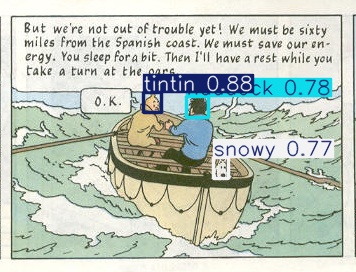 But we're not out of trouble yet! We must be sixty
miles from the Spanish coast. We must save our en-
ergy. You sleep for a bit. Then I'll have a rest while you
take a turn at the oars.
tintin 0.88
ck 0.78
O.K.
snowy 0.77